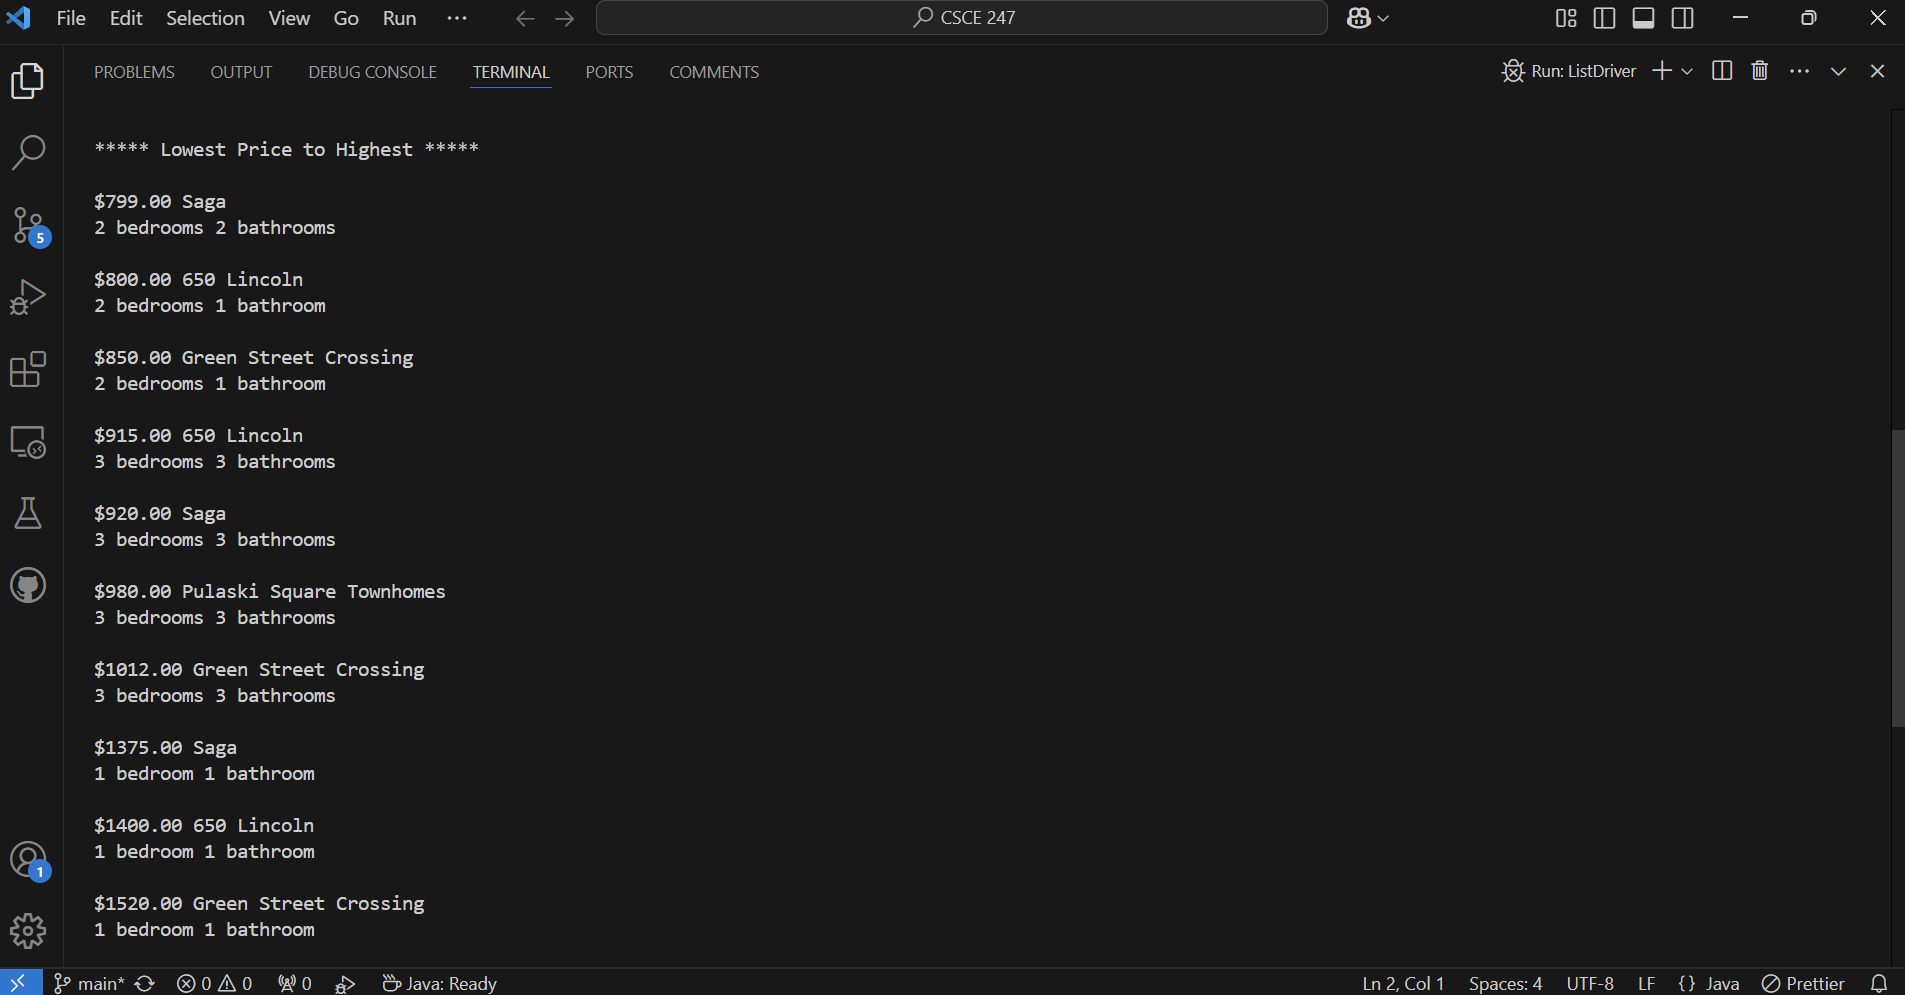 File Edit Selection View Go Run ··· CSCE 247
PROBLEMS OUTPUT DEBUG CONSOLE TERMINAL PORTS COMMENTS Run: ListDriver
***** Lowest Price to Highest *****
$799.00 Saga
2 bedrooms 2 bathrooms
$800.00 650 Lincoln
2 bedrooms 1 bathroom
$850.00 Green Street Crossing
2 bedrooms 1 bathroom
$915.00 650 Lincoln
3 bedrooms 3 bathrooms
$920.00 Saga
3 bedrooms 3 bathrooms
$980.00 Pulaski Square Townhomes
3 bedrooms 3 bathrooms
$1012.00 Green Street Crossing
3 bedrooms 3 bathrooms
$1375.00 Saga
1 bedroom 1 bathroom
$1400.00 650 Lincoln
1 bedroom 1 bathroom
$1520.00 Green Street Crossing
1 bedroom 1 bathroom
5
1
main* 0 0 0 Java: Ready Ln 2, Col 1 Spaces: 4 UTF-8 LF {} Java Prettier